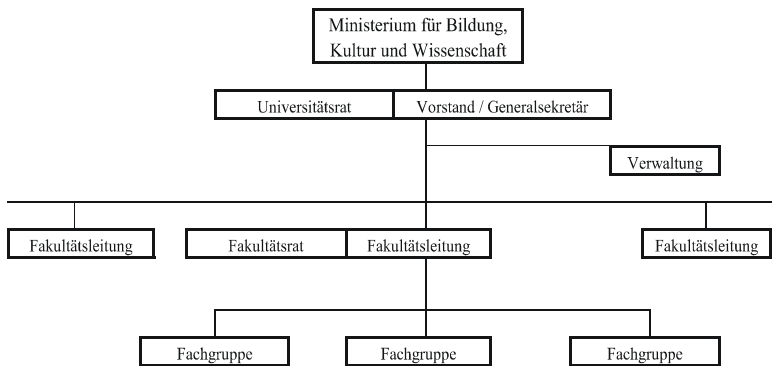 Ministerium für Bildung,
Kultur und Wissenschaft
Universitätsrat
Vorstand / Generalsekretär
Verwaltung
Fakultätsleitung
Fakultätsrat
Fakultätsleitung
Fakultätsleitung
Fachgruppe
Fachgruppe
Fachgruppe